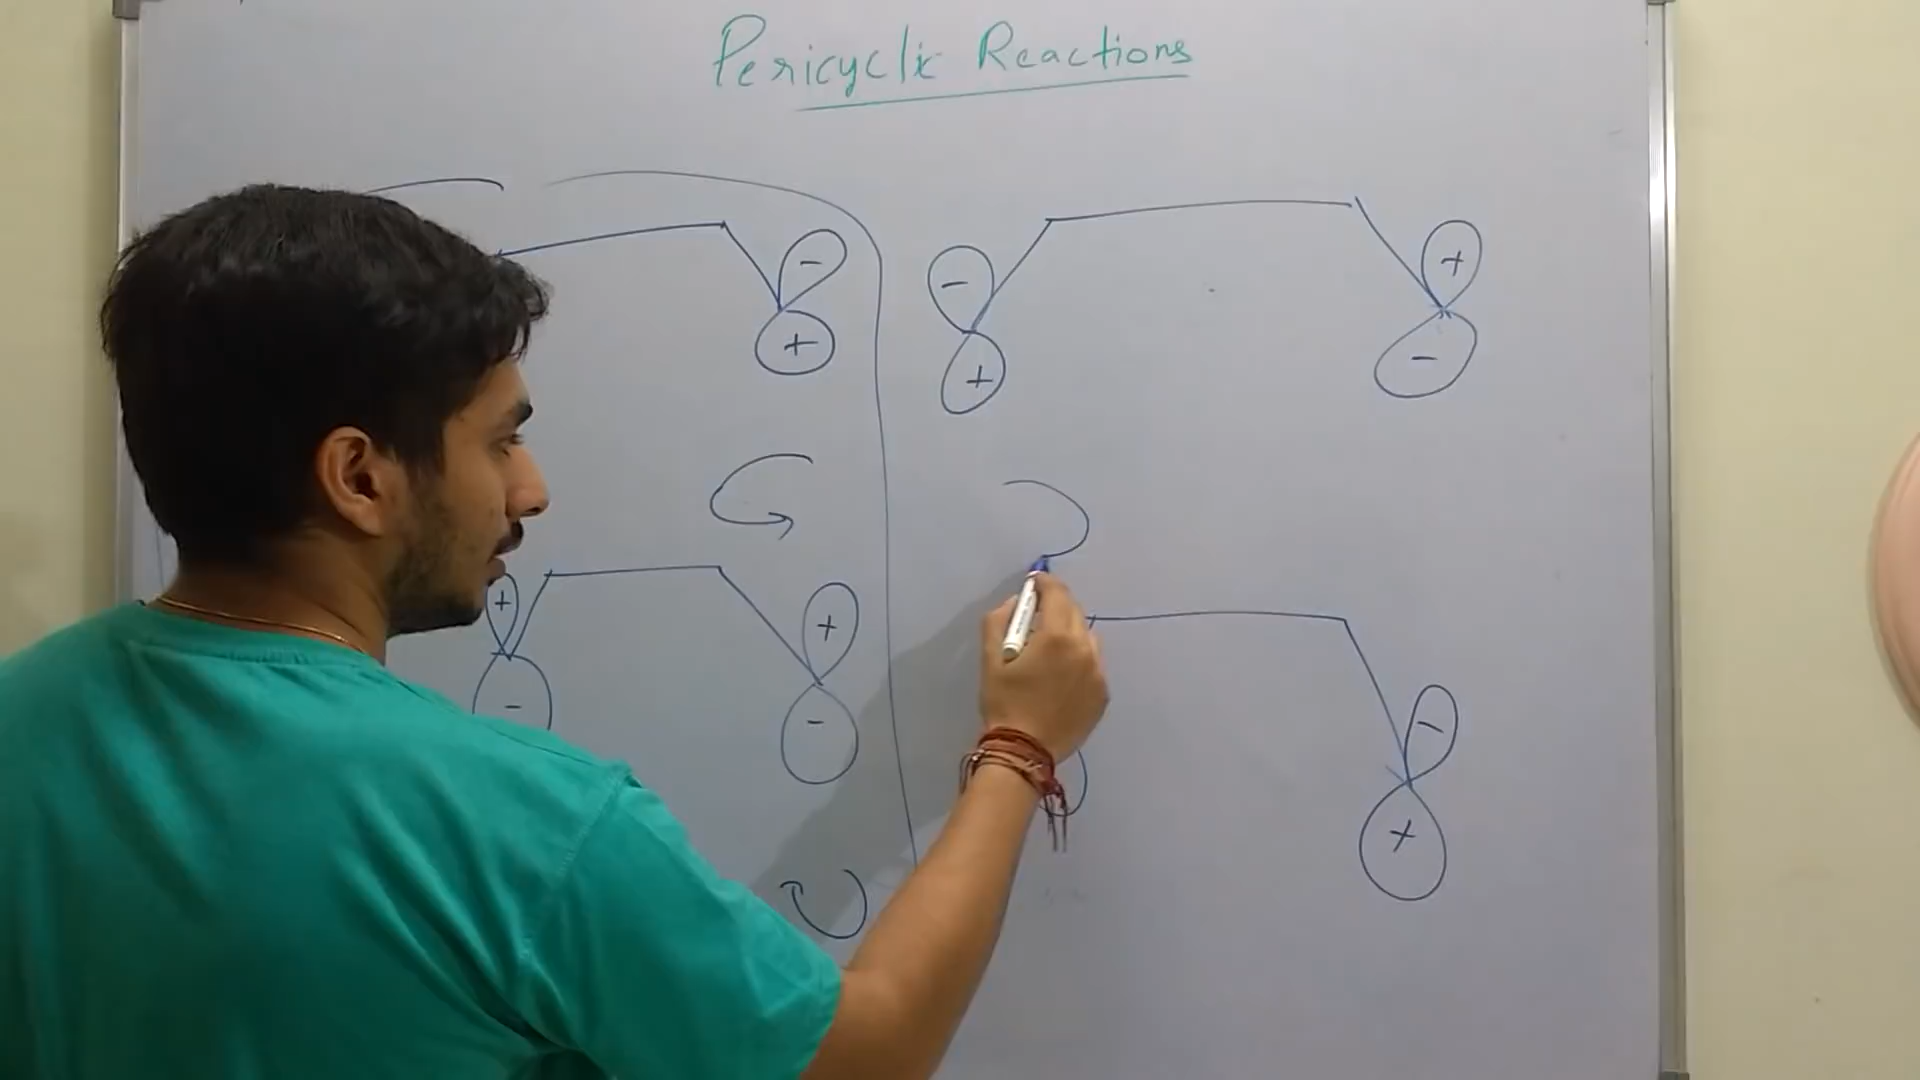 Pericyclic Reactions
- - +
+ + -
+ + -
- - +